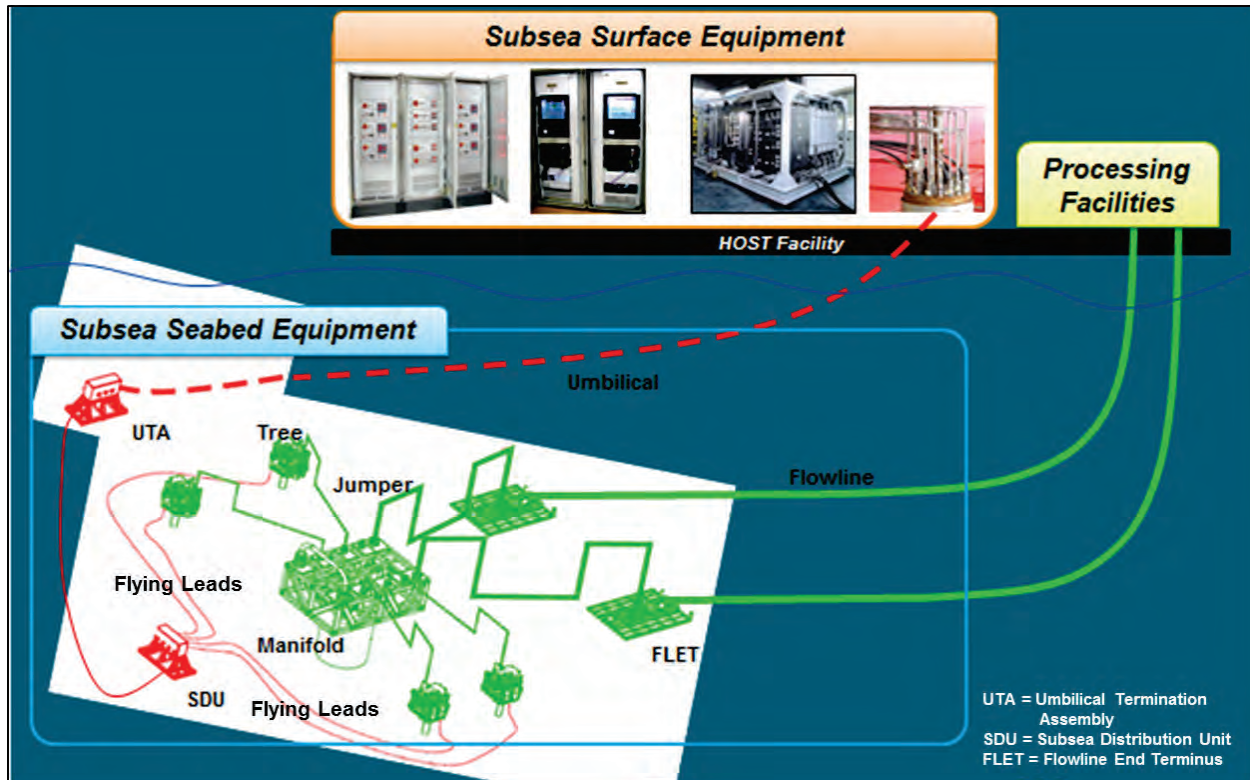 Subsea Surface Equipment
Processing
Facilities
HOST Facility
Subsea Seabed Equipment
Umbilical
UTA
Tree
Jumper
Flowline
Flying Leads
Manifold
FLET
SDU
Flying Leads
UTA = Umbilical Termination
Assembly
SDU = Subsea Distribution Unit
FLET = Flowline End Terminus